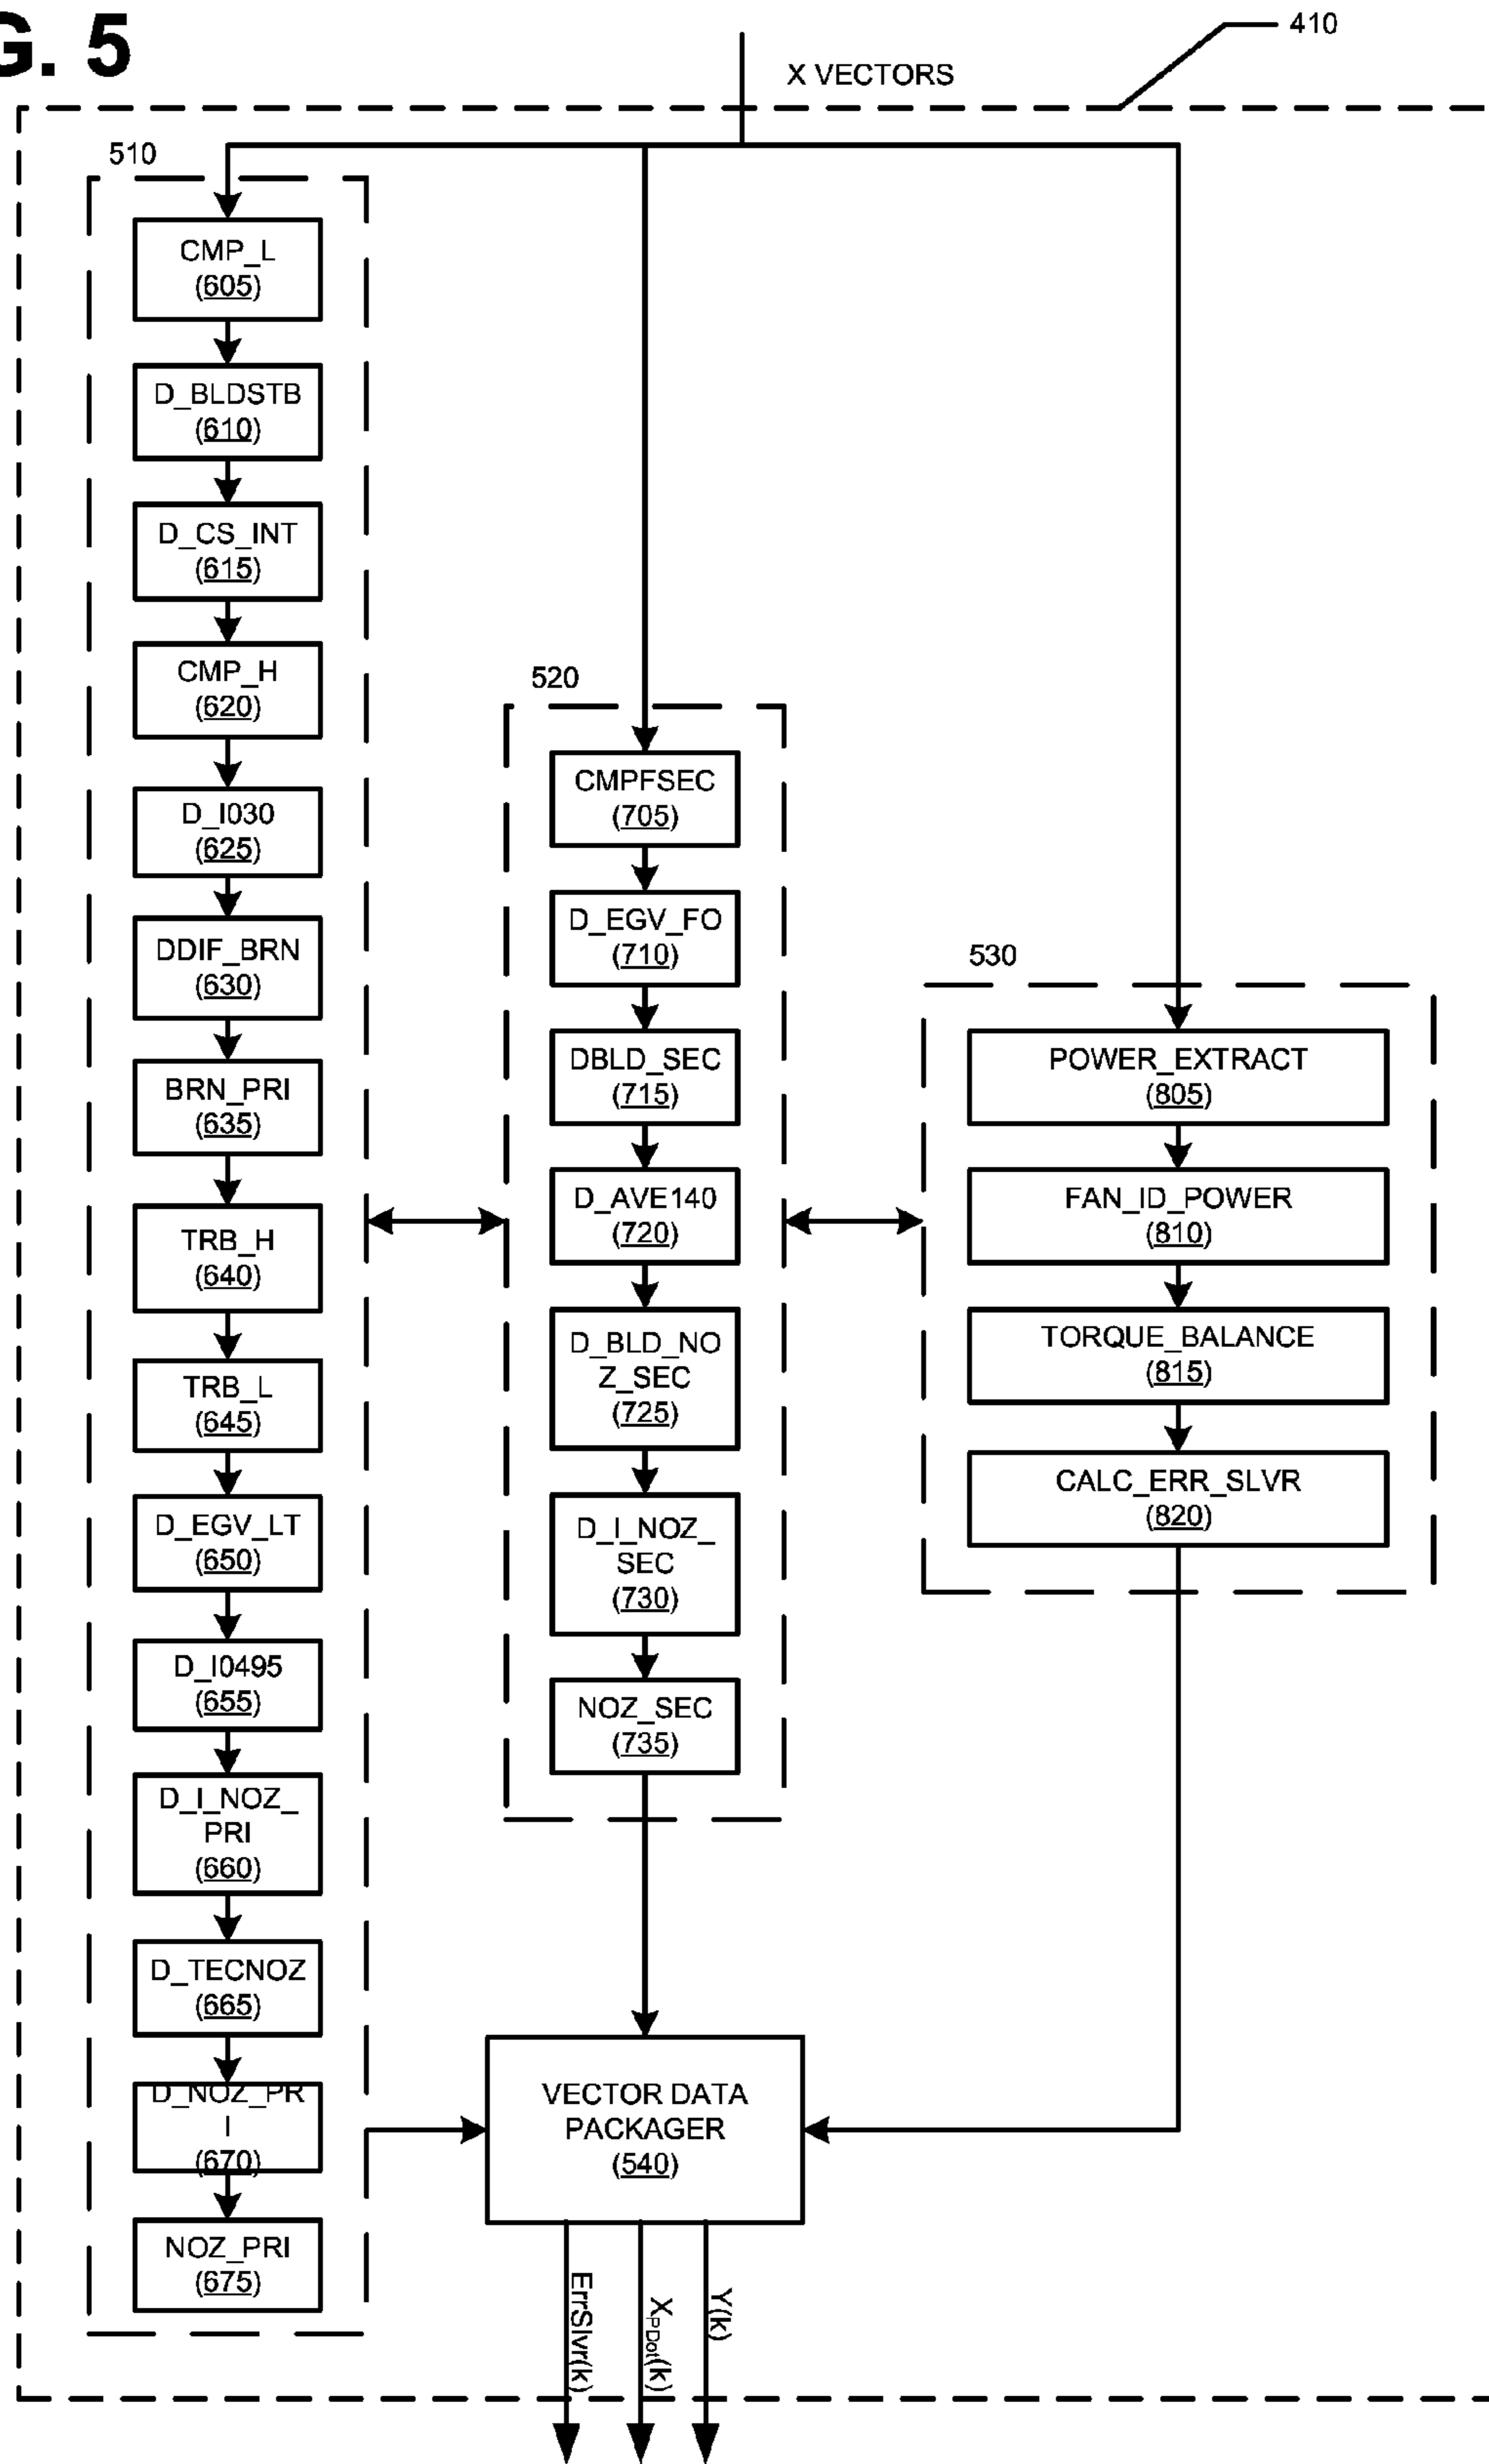 G. 5
410
X VECTORS
510
CMP_L
(605)
D_BLDSTB
(610)
D_CS_INT
(615)
CMP_H
(620)
D_I030
(625)
DDIF_BRN
(630)
BRN_PRI
(635)
TRB_H
(640)
TRB_L
(645)
D_EGV_LT
(650)
D_I0495
(655)
D_I_NOZ_
PRI
(660)
D_TECNOZ
(665)
D_NOZ_PR
I
(670)
NOZ_PRI
(675)
520
CMPFSEC
(705)
D_EGV_FO
(710)
DBLD_SEC
(715)
D_AVE140
(720)
D_BLD_NO
Z_SEC
(725)
D_I_NOZ_
SEC
(730)
NOZ_SEC
(735)
530
POWER_EXTRACT
(805)
FAN_ID_POWER
(810)
TORQUE_BALANCE
(815)
CALC_ERR_SLVR
(820)
VECTOR DATA
PACKAGER
(540)
ErrSlvr(k)
XPDot(k)
Y(k)